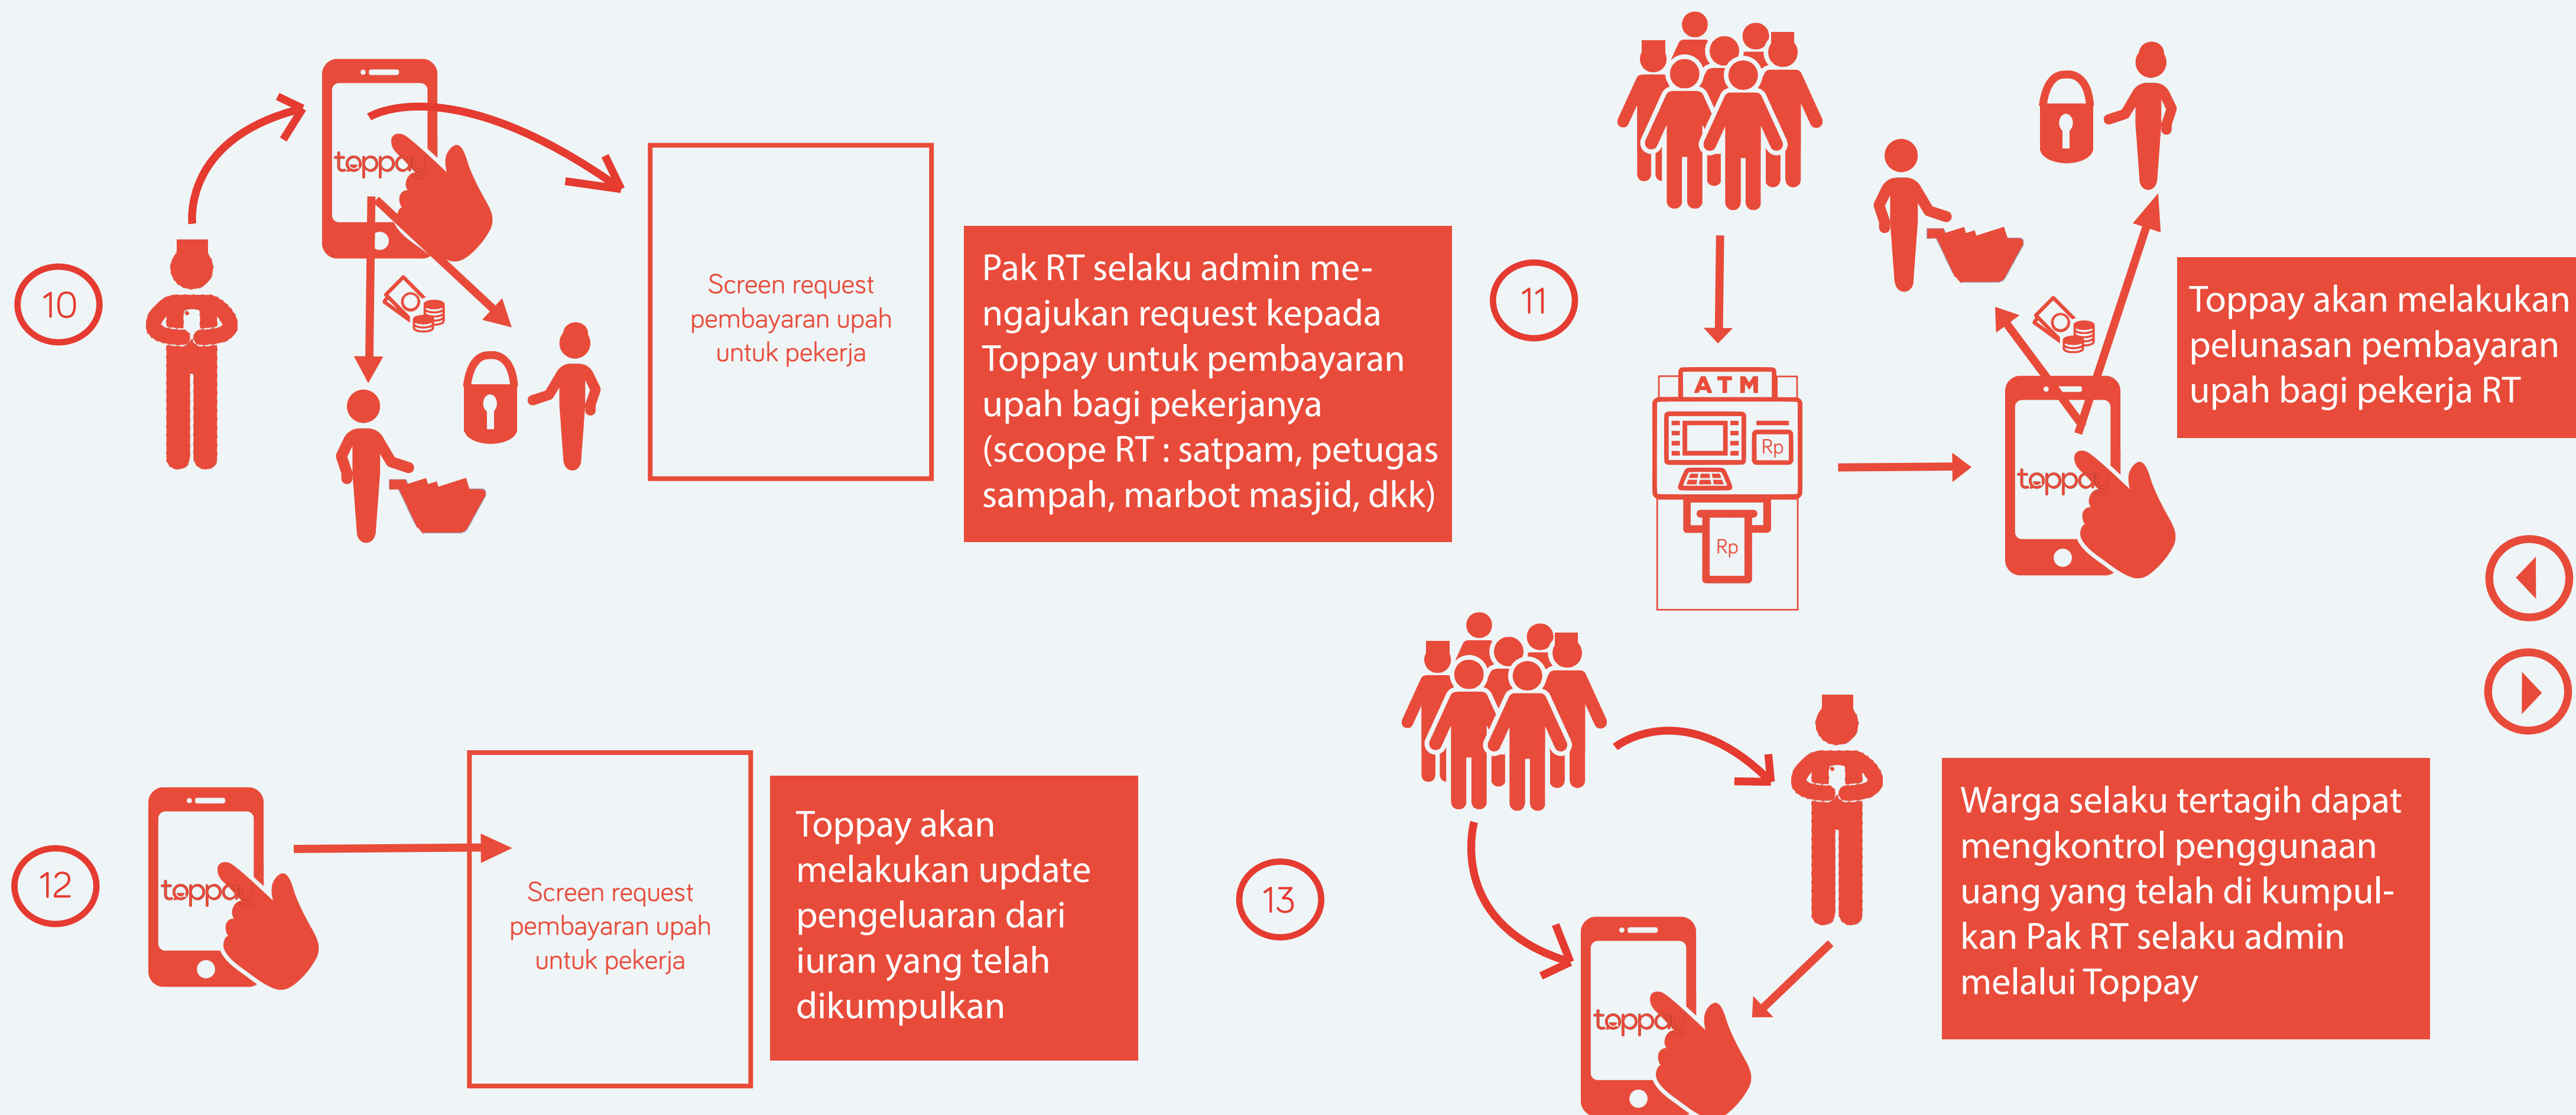 10
toppay
Screen request
pembayaran upah
untuk pekerja
Pak RT selaku admin me-
ngajukan request kepada
Toppay untuk pembayaran
upah bagi pekerjanya
(scoope RT : satpam, petugas
sampah, marbot masjid, dkk)
11
ATM
Rp
Rp
toppay
Toppay akan melakukan
pelunasan pembayaran
upah bagi pekerja RT
12
toppay
Screen request
pembayaran upah
untuk pekerja
Toppay akan
melakukan update
pengeluaran dari
iuran yang telah
dikumpulkan
13
toppay
Warga selaku tertagih dapat
mengkontrol penggunaan
uang yang telah di kumpul-
kan Pak RT selaku admin
melalui Toppay